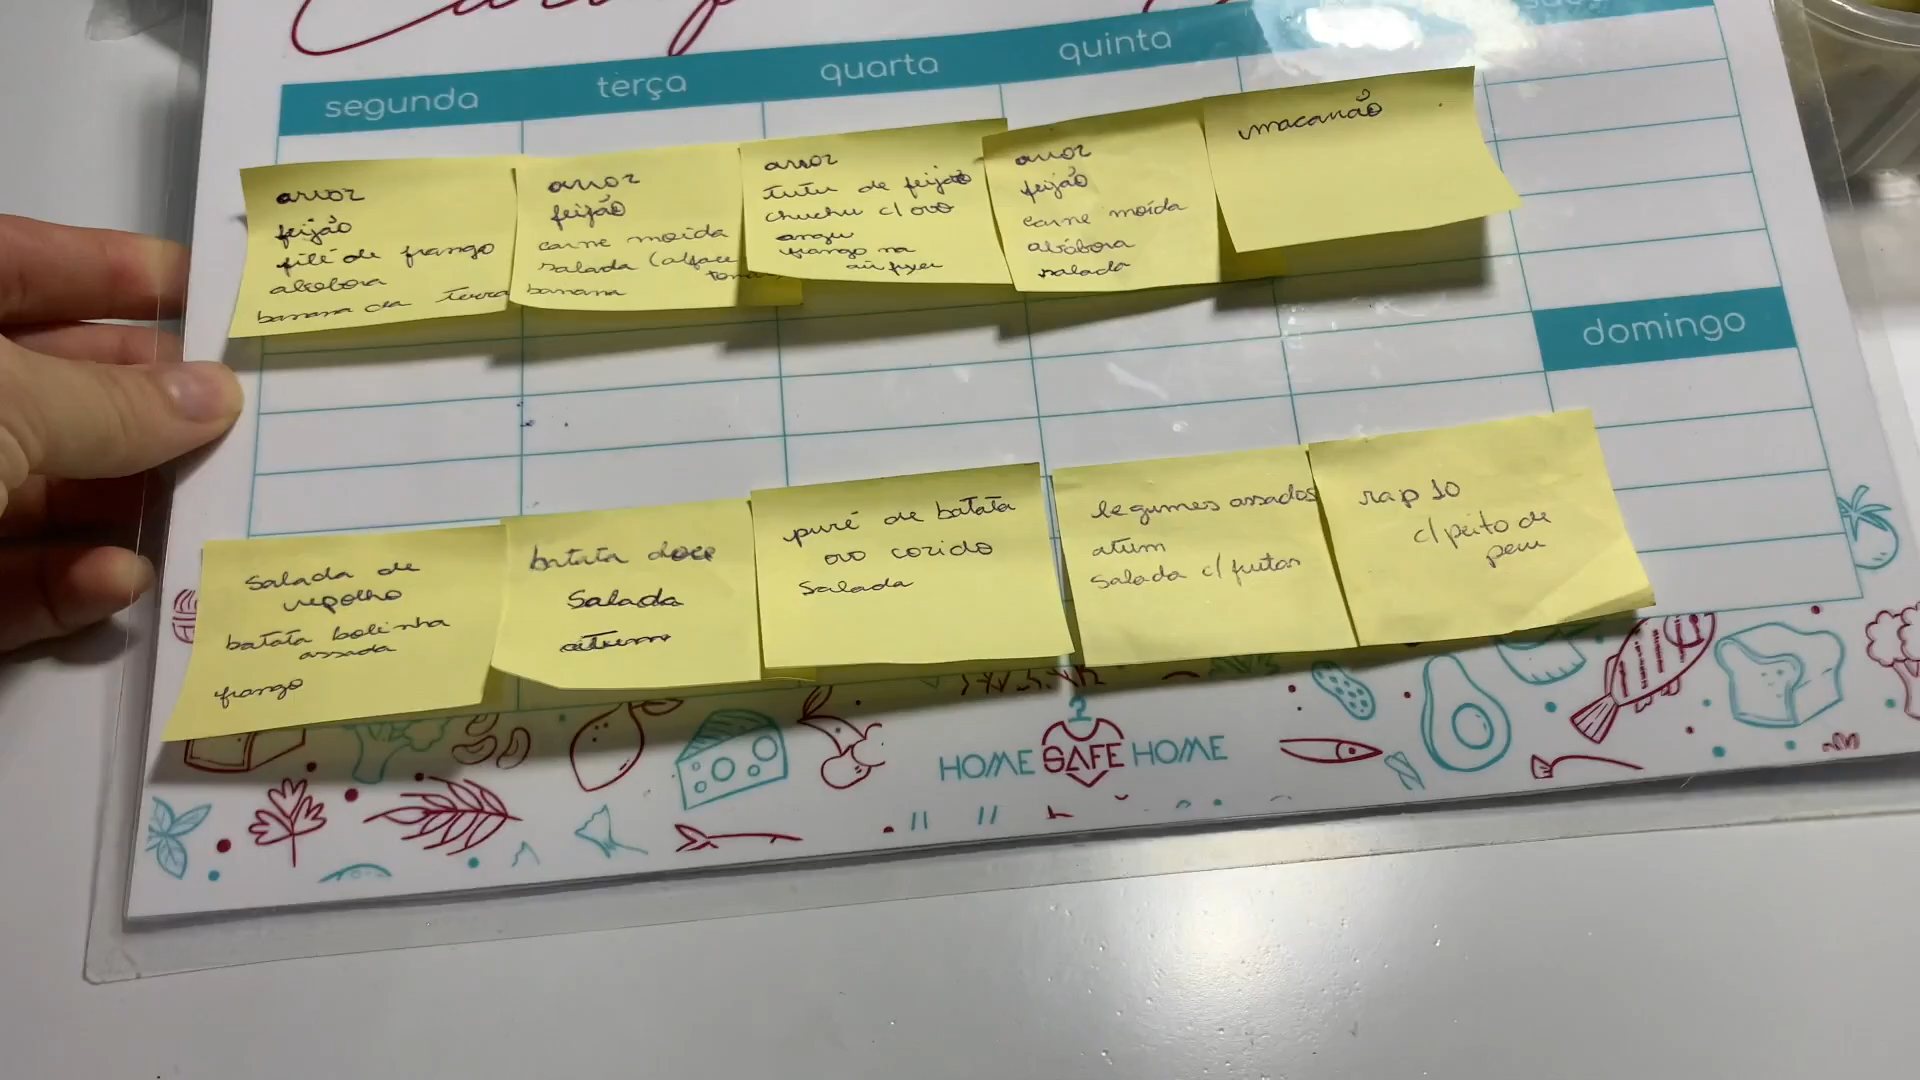 segunda
terça
quarta
quinta
arroz
feijão
filé de frango
abóbora
banana da terra
arroz
feijão
carne moída
salada (alface
banana
arroz
tutu de feijão
chuchu c/ ovo
angu
frango na
air fryer
arroz
feijão
carne moída
abóbora
salada
macarrão
domingo
Salada de
repolho
batata bolinha
assada
frango
batata doce
Salada
atum
purê de batata
ovo cozido
Salada
legumes assados
atum
Salada c/ frutas
rap 10
c/ peito de
peru
HOME SAFE HOME